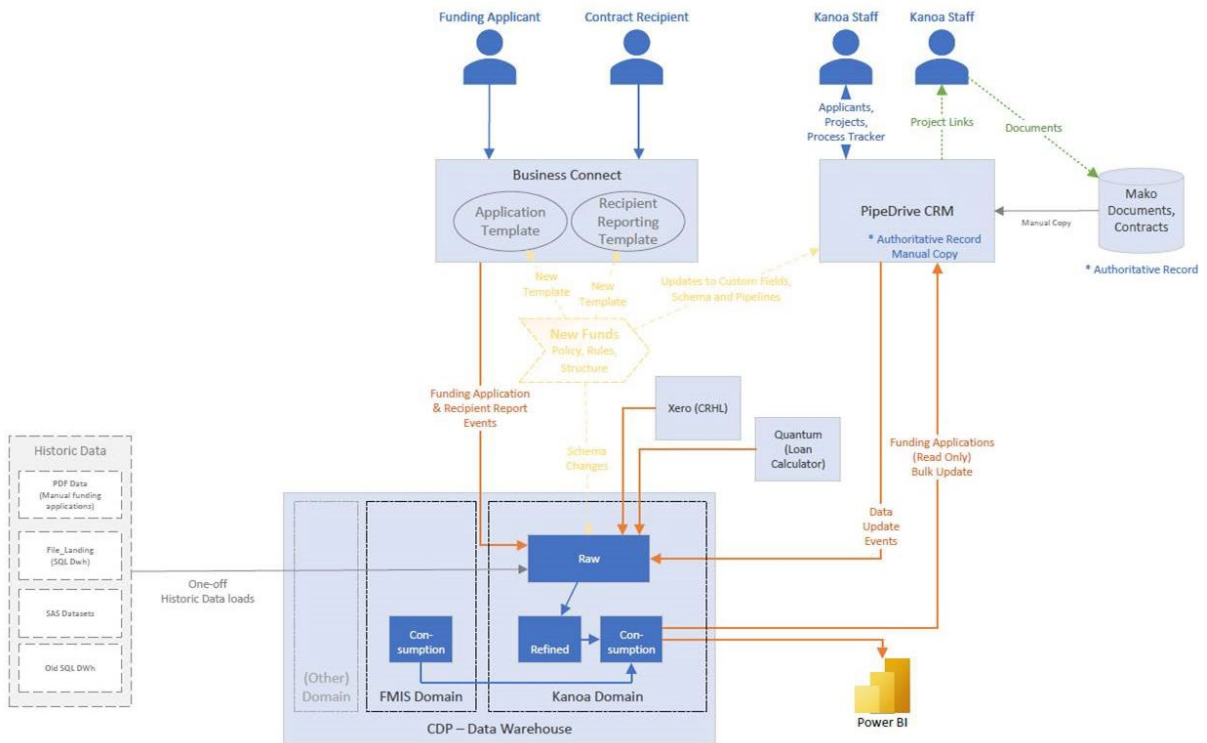 Funding Applicant
Contract Recipient
Kanoa Staff
Kanoa Staff
Applicants,
Projects,
Process Tracker
Project Links
Documents
Business Connect
Application
Template
Recipient
Reporting
Template
PipeDrive CRM
* Authoritative Record
Manual Copy
Manual Copy
Mako
Documents,
Contracts
* Authoritative Record
New
Template
New
Template
Updates to Custom Fields,
Schema and Pipelines
New Funds
Policy, Rules,
Structure
Funding Application
& Recipient Report
Events
Schema
Changes
Xero (CRHL)
Quantum
(Loan
Calculator)
Funding Applications
(Read Only)
Bulk Update
Data
Update
Events
Historic Data
PDF Data
(Manual funding
applications)
File_Landing
(SQL Dwh)
SAS Datasets
Old SQL DWh
One-off
Historic Data loads
Raw
Refined
Con-
sumption
Con-
sumption
(Other)
Domain
FMIS Domain
Kanoa Domain
CDP – Data Warehouse
Power BI